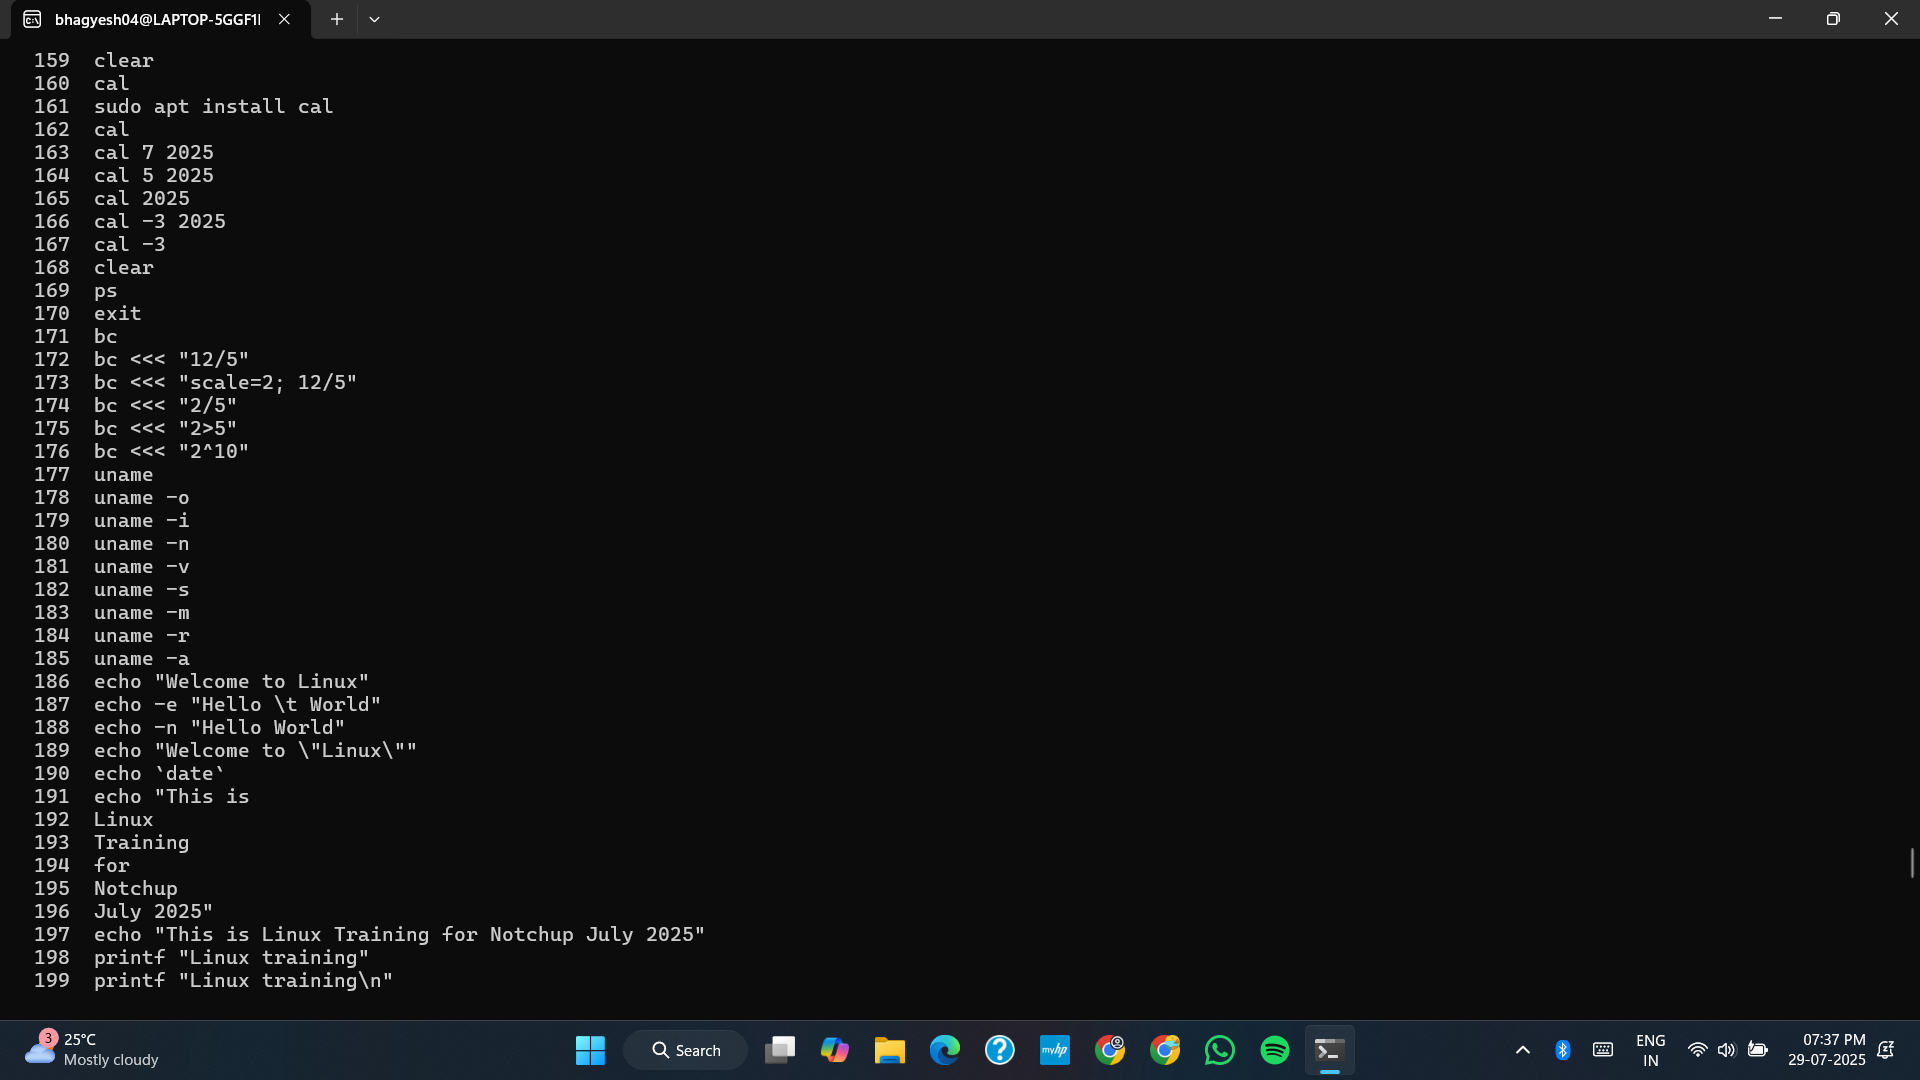 bhagyesh04@LAPTOP-5GGF1
159 clear
160 cal
161 sudo apt install cal
162 cal
163 cal 7 2025
164 cal 5 2025
165 cal 2025
166 cal -3 2025
167 cal -3
168 clear
169 ps
170 exit
171 bc
172 bc <<< "12/5"
173 bc <<< "scale=2; 12/5"
174 bc <<< "2/5"
175 bc <<< "2>5"
176 bc <<< "2^10"
177 uname
178 uname -o
179 uname -i
180 uname -n
181 uname -v
182 uname -s
183 uname -m
184 uname -r
185 uname -a
186 echo "Welcome to Linux"
187 echo -e "Hello \t World"
188 echo -n "Hello World"
189 echo "Welcome to \"Linux\""
190 echo `date`
191 echo "This is
192 Linux
193 Training
194 for
195 Notchup
196 July 2025"
197 echo "This is Linux Training for Notchup July 2025"
198 printf "Linux training"
199 printf "Linux training\n"
3
25°C
Mostly cloudy
Search
myhp
ENG
IN
07:37 PM
29-07-2025